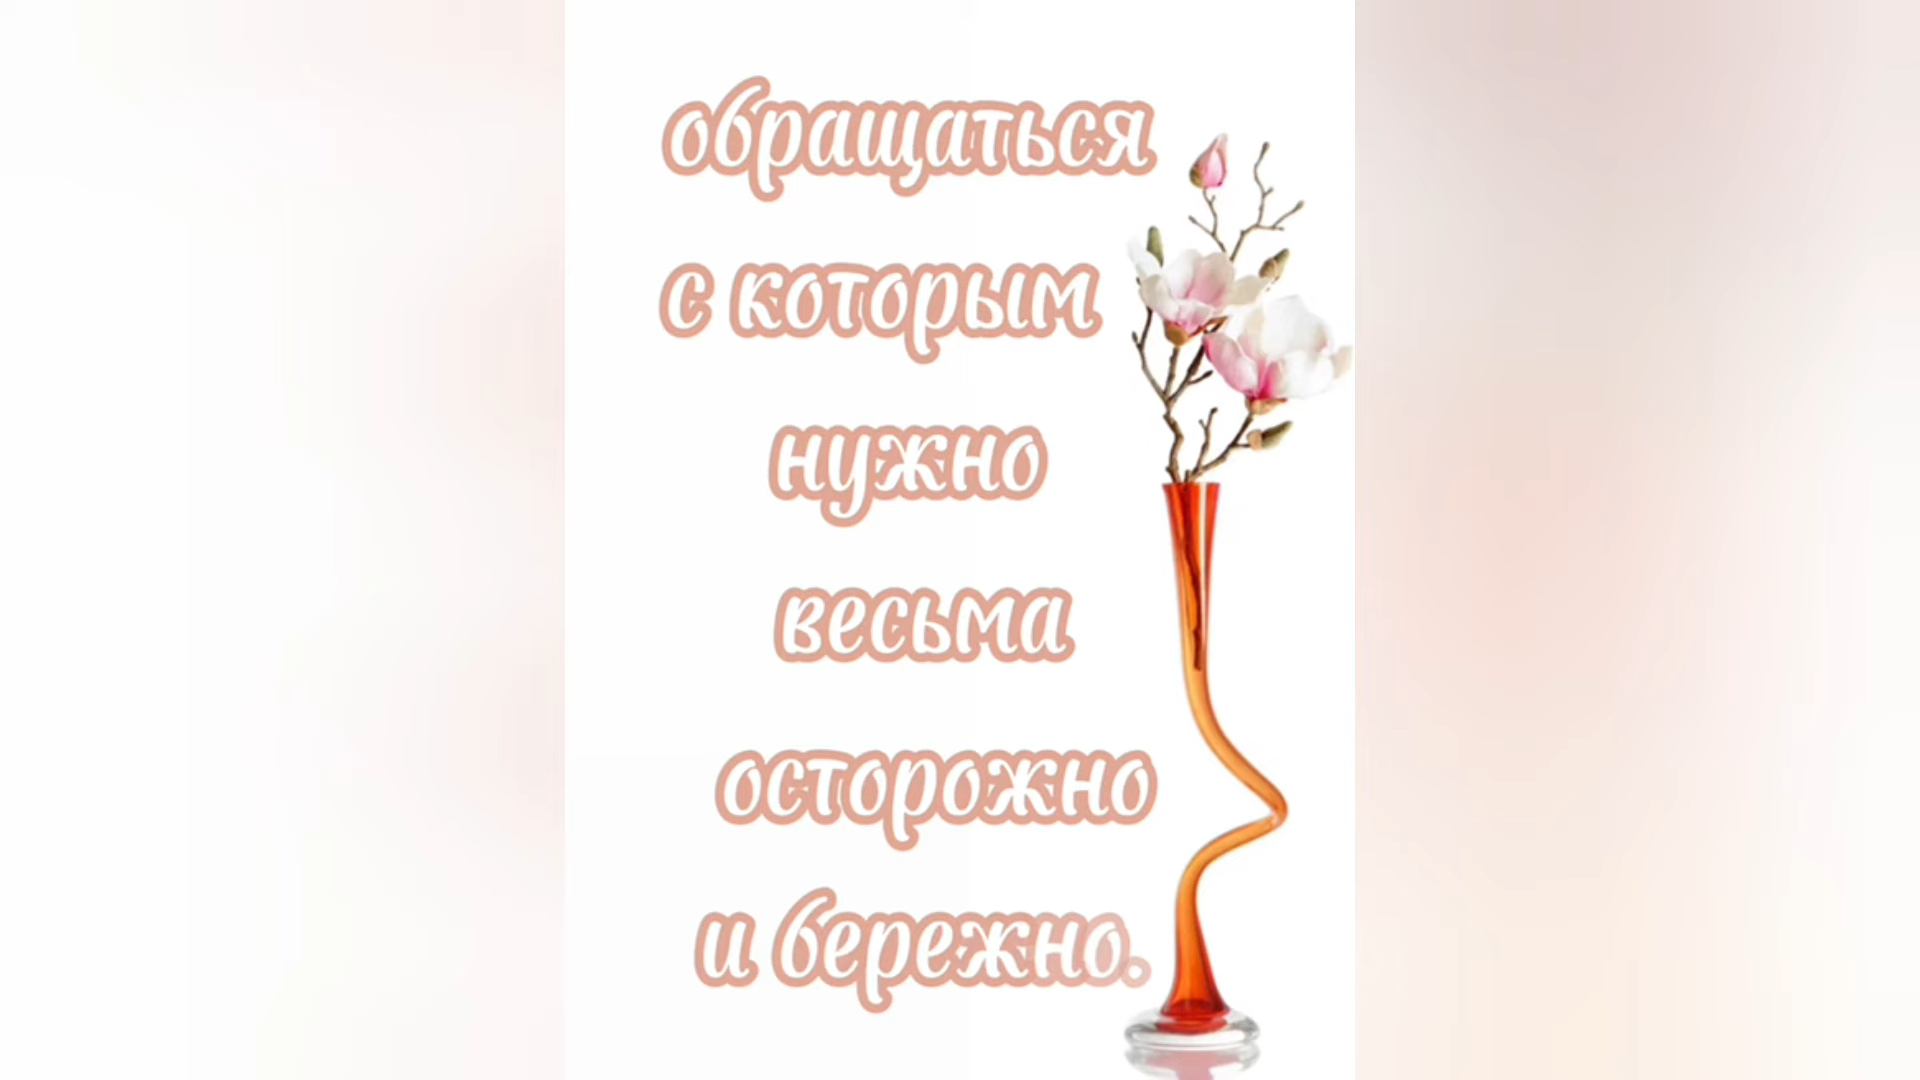 обращаться
с которым
нужно
весьма
осторожно
и бережно.